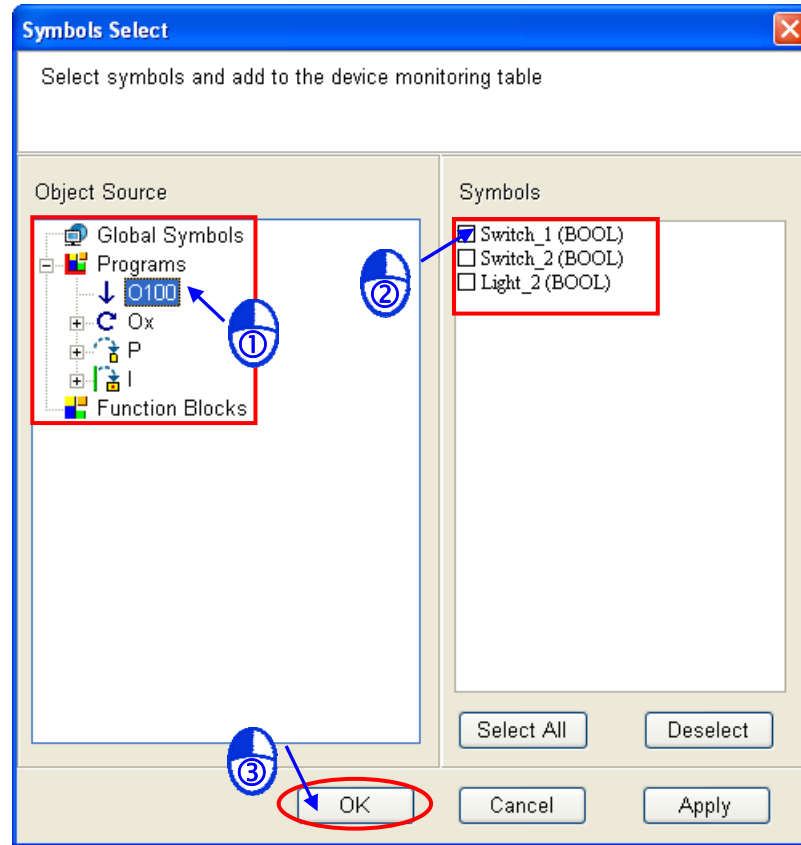 Symbols Select
Select symbols and add to the device monitoring table
Object Source
Global Symbols
Programs
O100
Ox
P
I
Function Blocks
①
Symbols
Switch_1 (BOOL)
Switch_2 (BOOL)
Light_2 (BOOL)
②
Select All
Deselect
③
OK
Cancel
Apply